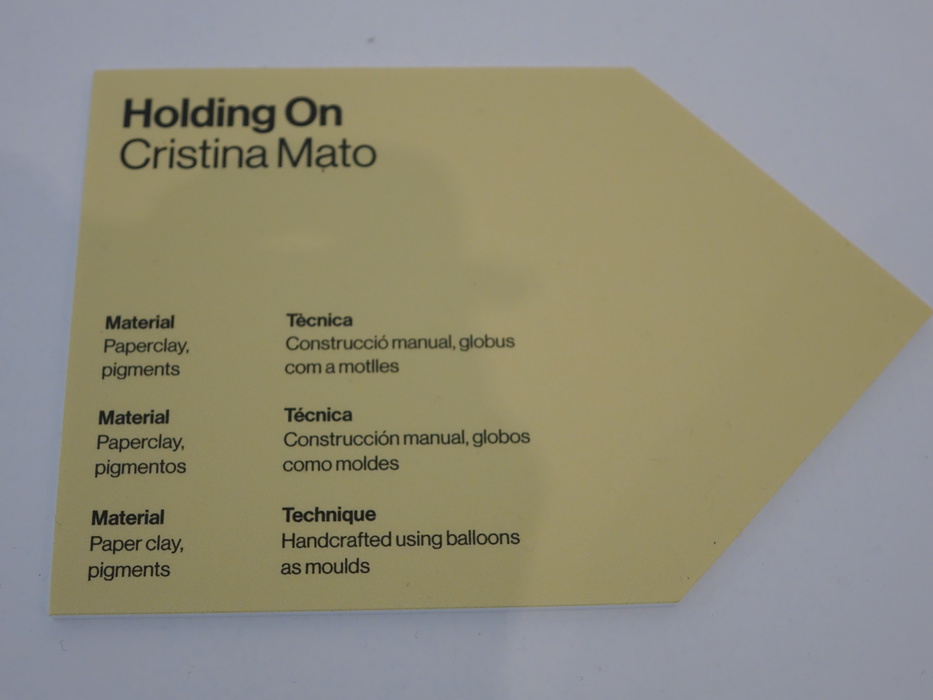 Holding On
Cristina Mato
Material
Paperclay,
pigments
Tècnica
Construcció manual, globus
com a motlles
Material
Paperclay,
pigmentos
Técnica
Construcción manual, globos
como moldes
Material
Paper clay,
pigments
Technique
Handcrafted using balloons
as moulds